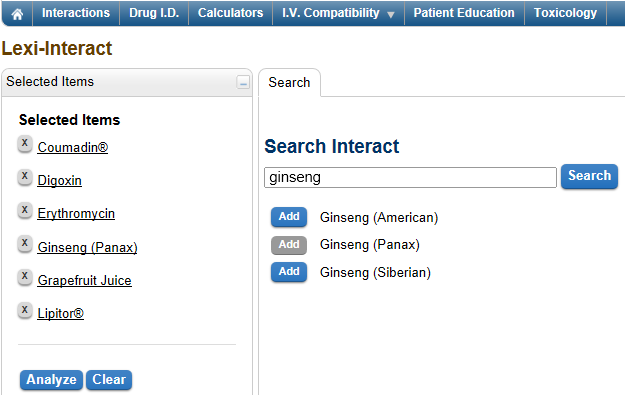 Interactions Drug I.D. Calculators I.V. Compatibility Patient Education Toxicology
Lexi-Interact
Selected Items
Selected Items
x Coumadin®
x Digoxin
x Erythromycin
x Ginseng (Panax)
x Grapefruit Juice
x Lipitor®
Analyze Clear
Search
Search Interact
ginseng Search
Add Ginseng (American)
Add Ginseng (Panax)
Add Ginseng (Siberian)